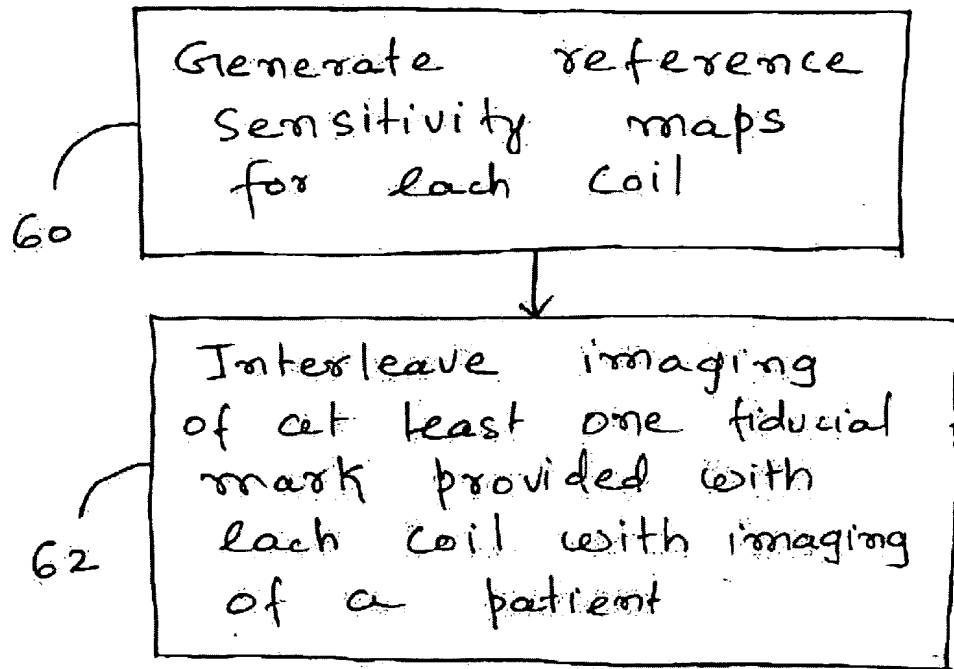 Generate reference
sensitivity maps
for each coil
60
Interleave imaging
of at least one fiducial
mark provided with
each coil with imaging
of a patient
62